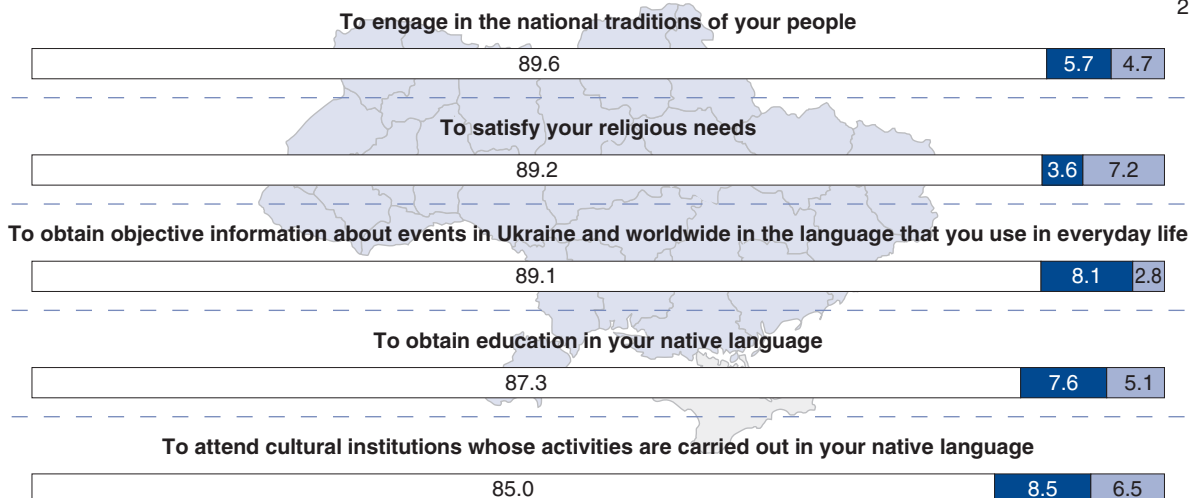 2
To engage in the national traditions of your people
89.6 5.7 4.7
To satisfy your religious needs
89.2 3.6 7.2
To obtain objective information about events in Ukraine and worldwide in the language that you use in everyday life
89.1 8.1 2.8
To obtain education in your native language
87.3 7.6 5.1
To attend cultural institutions whose activities are carried out in your native language
85.0 8.5 6.5